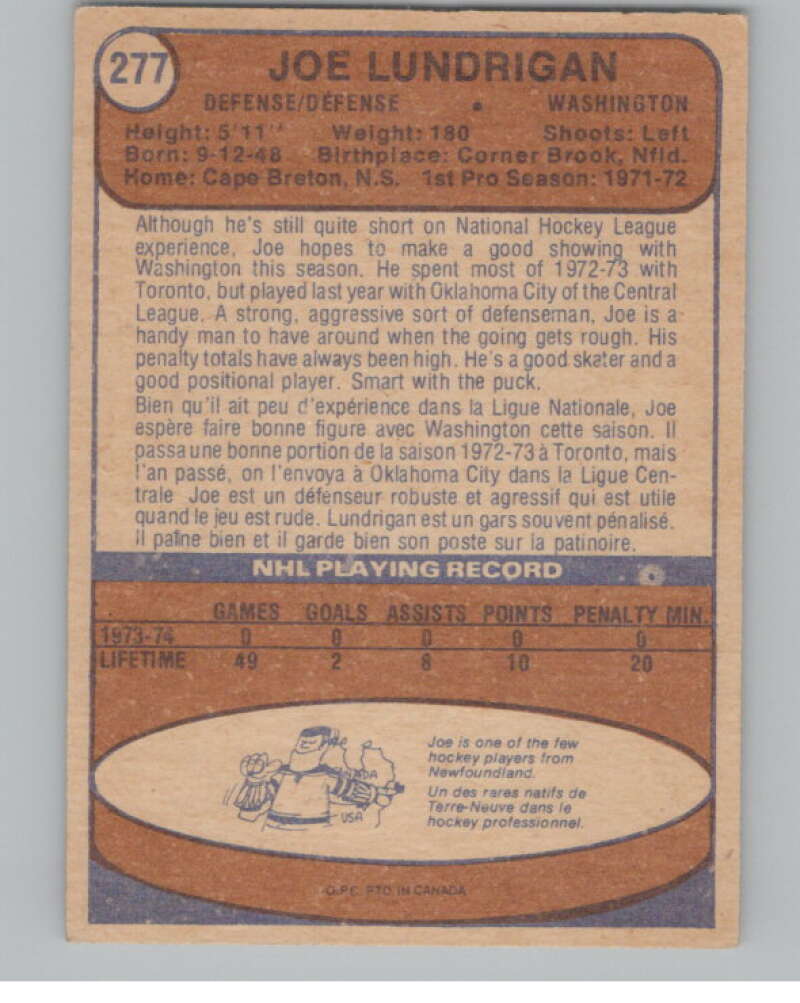 277
JOE LUNDRIGAN
DEFENSE/DÉFENSE • WASHINGTON
Height: 5'11" Weight: 180 Shoots: Left
Born: 9-12-48 Birthplace: Corner Brook, Nfld.
Home: Cape Breton, N.S. 1st Pro Season: 1971-72
Although he's still quite short on National Hockey League
experience, Joe hopes to make a good showing with
Washington this season. He spent most of 1972-73 with
Toronto, but played last year with Oklahoma City of the Central
League. A strong, aggressive sort of defenseman, Joe is a
handy man to have around when the going gets rough. His
penalty totals have always been high. He's a good skater and a
good positional player. Smart with the puck.
Bien qu'il ait peu d'expérience dans la Ligue Nationale, Joe
espère faire bonne figure avec Washington cette saison. Il
passa une bonne portion de la saison 1972-73 à Toronto, mais
l'an passé, on l'envoya à Oklahoma City dans la Ligue Cen-
trale Joe est un défenseur robuste et agressif qui est utile
quand le jeu est rude. Lundrigan est un gars souvent pénalisé.
Il patine bien et il garde bien son poste sur la patinoire.
NHL PLAYING RECORD
GAMES GOALS ASSISTS POINTS PENALTY MIN.
1973-74 0 0 0 0 0
LIFETIME 49 2 8 10 20
CANADA
USA
Joe is one of the few
hockey players from
Newfoundland.
Un des rares natifs de
Terre-Neuve dans le
hockey professionnel.
O.P.C. PTD. IN CANADA